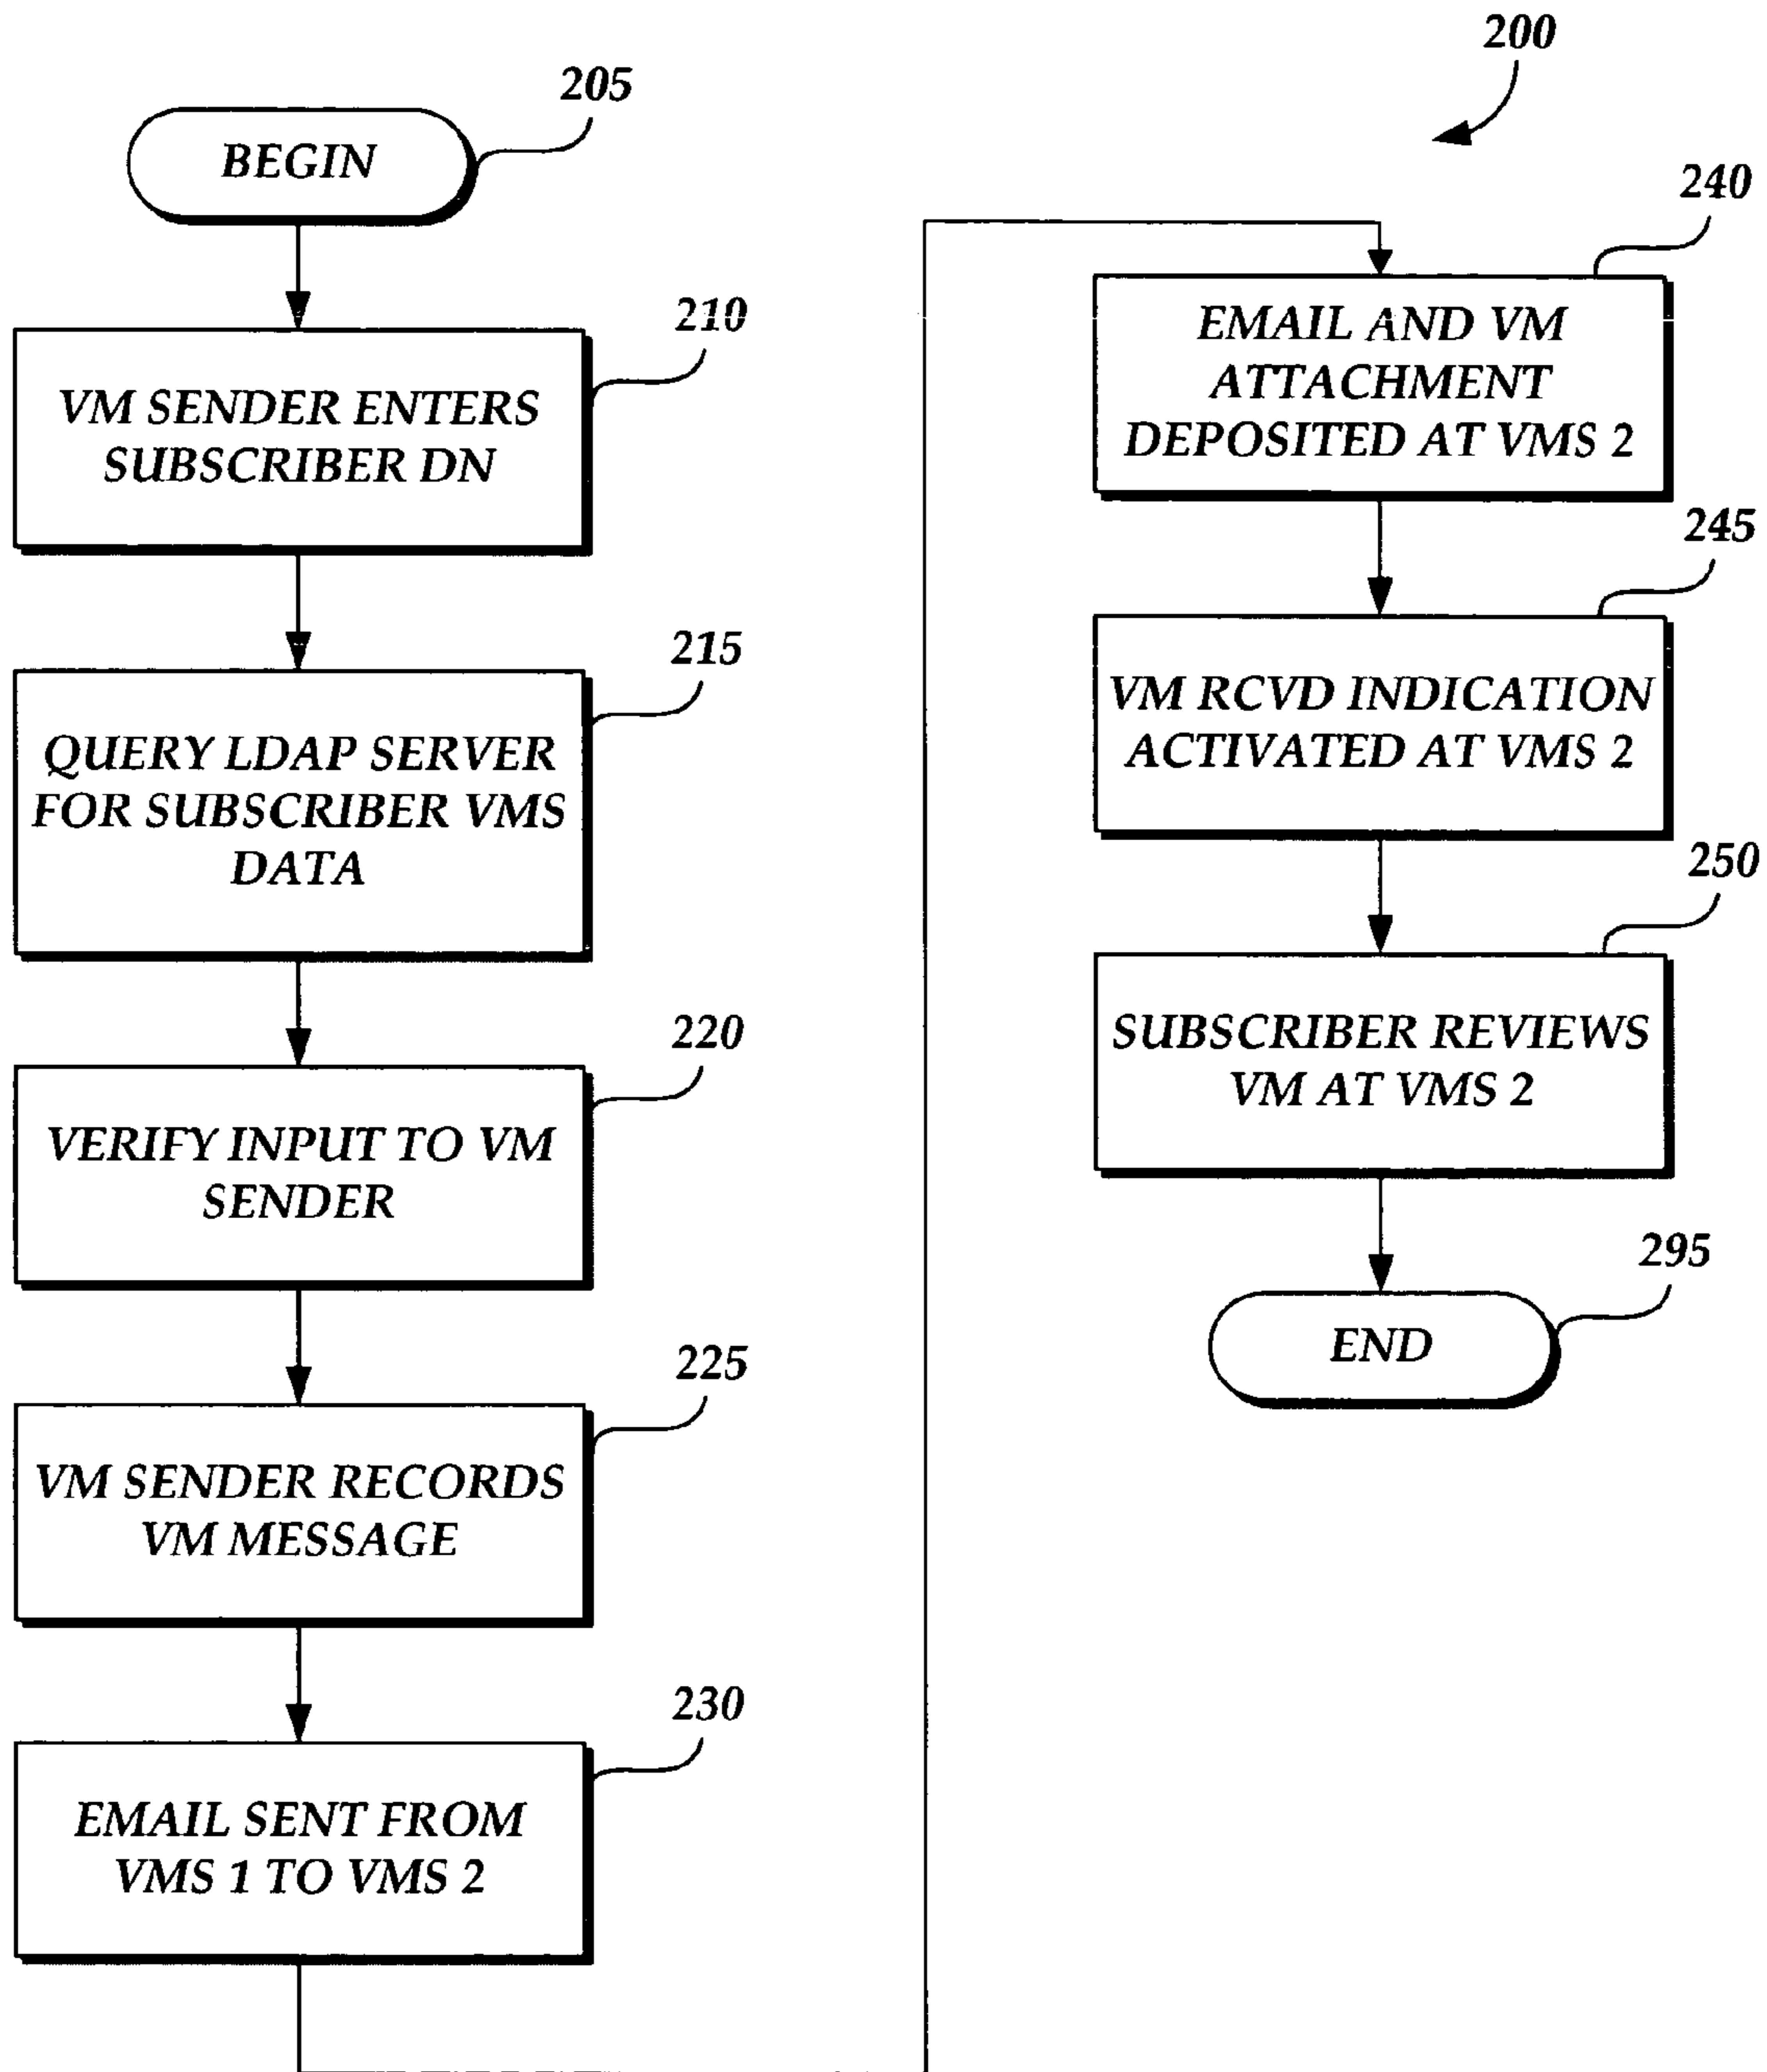 200
205
BEGIN
210
VM SENDER ENTERS
SUBSCRIBER DN
215
QUERY LDAP SERVER
FOR SUBSCRIBER VMS
DATA
220
VERIFY INPUT TO VM
SENDER
225
VM SENDER RECORDS
VM MESSAGE
230
EMAIL SENT FROM
VMS 1 TO VMS 2
240
EMAIL AND VM
ATTACHMENT
DEPOSITED AT VMS 2
245
VM RCVD INDICATION
ACTIVATED AT VMS 2
250
SUBSCRIBER REVIEWS
VM AT VMS 2
295
END